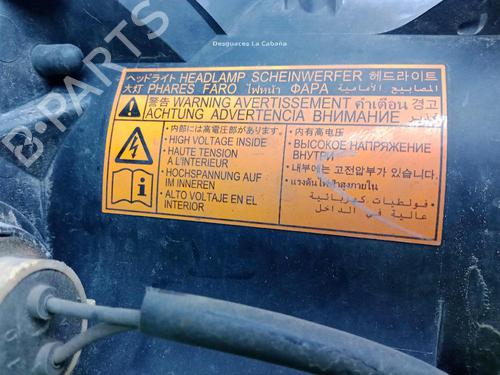 Desguaces La Cabaña
B-PARTS
ヘッドライト HEADLAMP SCHEINWERFER 헤드라이트
大灯 PHARES FARO ไฟหน้า ФАРА المصابيح الأمامية
警告 WARNING AVERTISSEMENT คำเตือน 경고
ACHTUNG ADVERTENCIA ВНИМАНИЕ تحذير
・内部には高電圧部があります。
・HIGH VOLTAGE INSIDE
・HAUTE TENSION
A L'INTERIEUR
・HOCHSPANNUNG AUF
IM INNEREN
・ALTO VOLTAJE EN EL
INTERIOR
・内有高电压
・ВЫСОКОЕ НАПРЯЖЕНИЕ
ВНУТРИ
・내부에는 고전압부가 있습니다.
・แรงดันไฟฟ้าสูงภายใน
・فولطيات كهربائية
عالية في الداخل